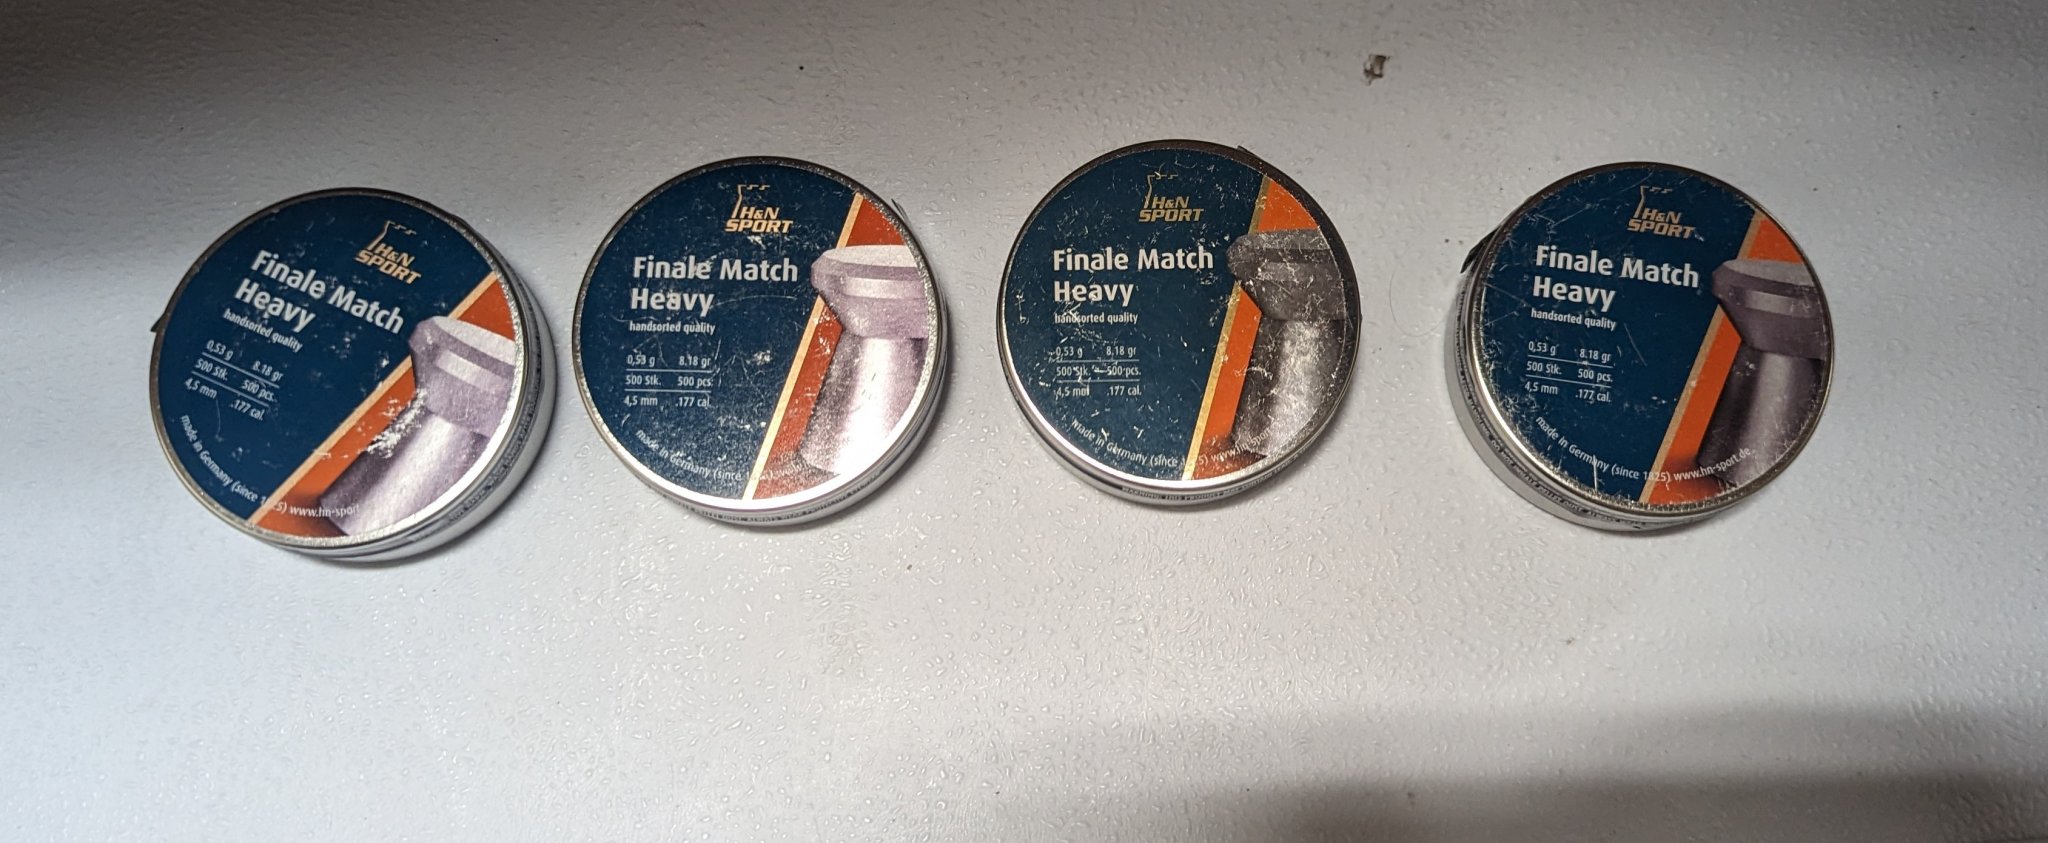 H&N
SPORT
Finale Match
Heavy
handsorted quality
0,53 g 8.18 gr
500 Stk. 500 pcs.
4,5 mm .177 cal.
made in Germany (since 1825) www.hn-sport
H&N
SPORT
Finale Match
Heavy
handsorted quality
0,53 g 8.18 gr
500 Stk. 500 pcs.
4,5 mm .177 cal.
made in Germany (since
H&N
SPORT
Finale Match
Heavy
handsorted quality
0,53 g 8.18 gr
500 Stk. 500 pcs.
4,5 mm .177 cal.
made in Germany (since
WARNING: THIS PRODUCT
H&N
SPORT
Finale Match
Heavy
handsorted quality
0,53 g 8.18 gr
500 Stk. 500 pcs.
4,5 mm .177 cal.
made in Germany (since 1825) www.hn-sport.de